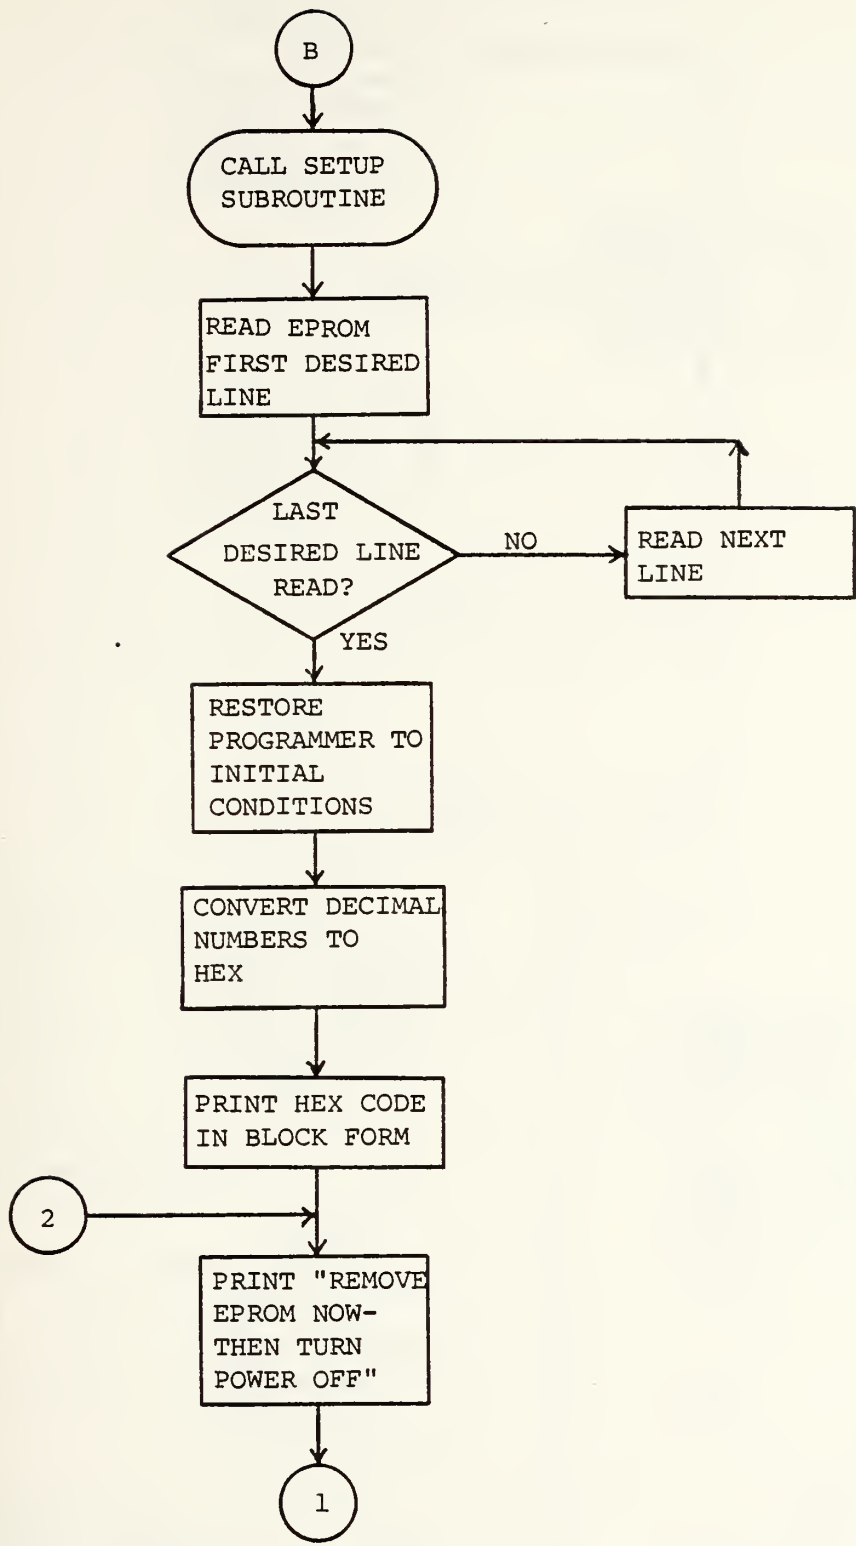 B
CALL SETUP
SUBROUTINE
READ EPROM
FIRST DESIRED
LINE
LAST
DESIRED LINE
READ?
NO
READ NEXT
LINE
YES
RESTORE
PROGRAMMER TO
INITIAL
CONDITIONS
CONVERT DECIMAL
NUMBERS TO
HEX
PRINT HEX CODE
IN BLOCK FORM
2
PRINT "REMOVE
EPROM NOW-
THEN TURN
POWER OFF"
1